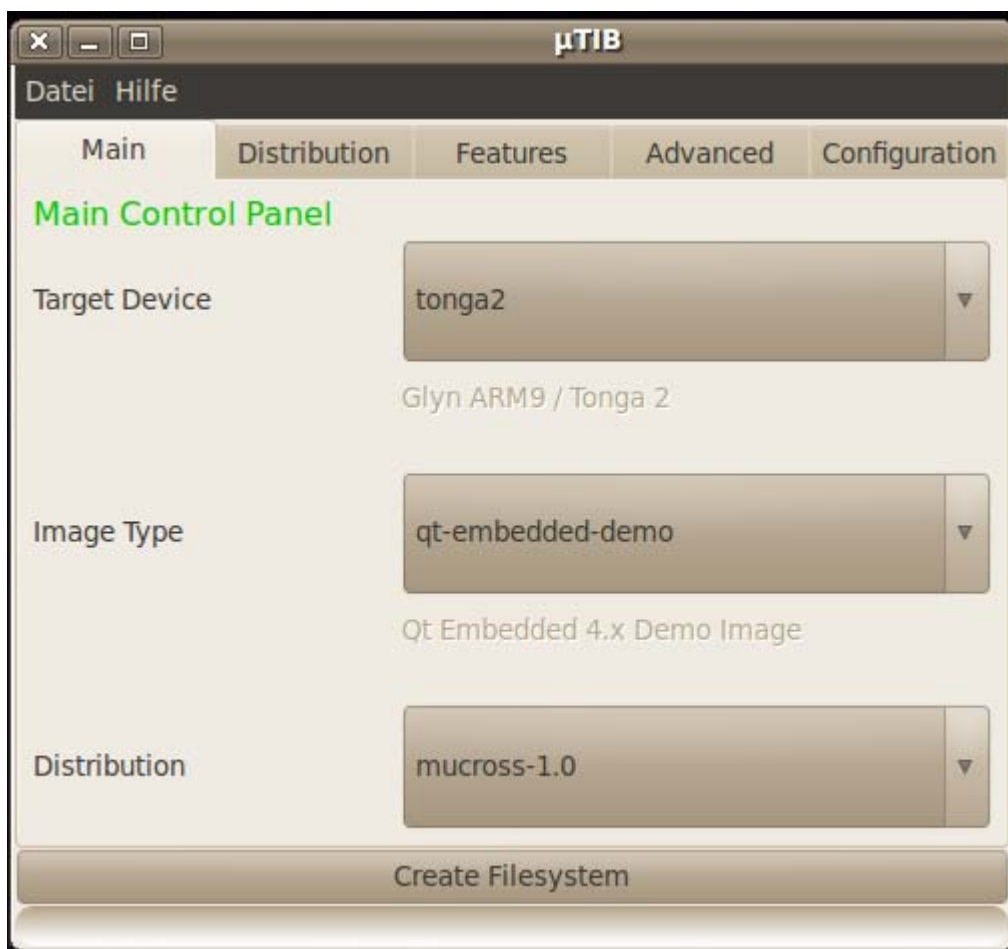 µTIB
Datei Hilfe
Main Distribution Features Advanced Configuration
Main Control Panel
Target Device tonga2
Glyn ARM9 / Tonga 2
Image Type qt-embedded-demo
Qt Embedded 4.x Demo Image
Distribution mucross-1.0
Create Filesystem